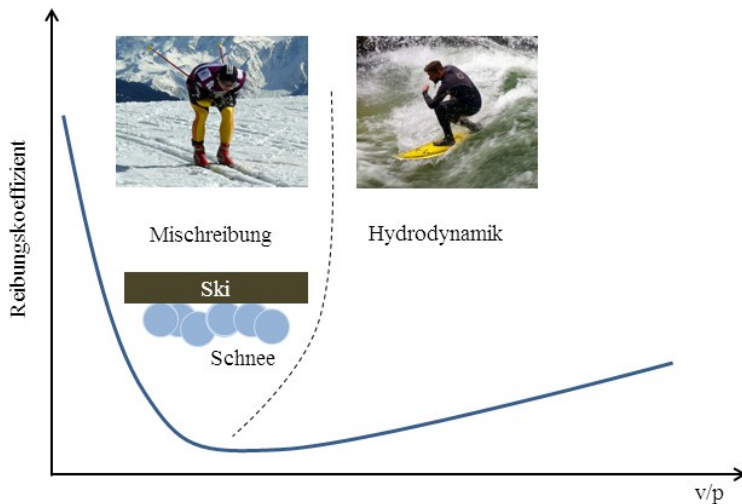 Reibungskoeffizient
Mischreibung
Hydrodynamik
Ski
Schnee
v/p